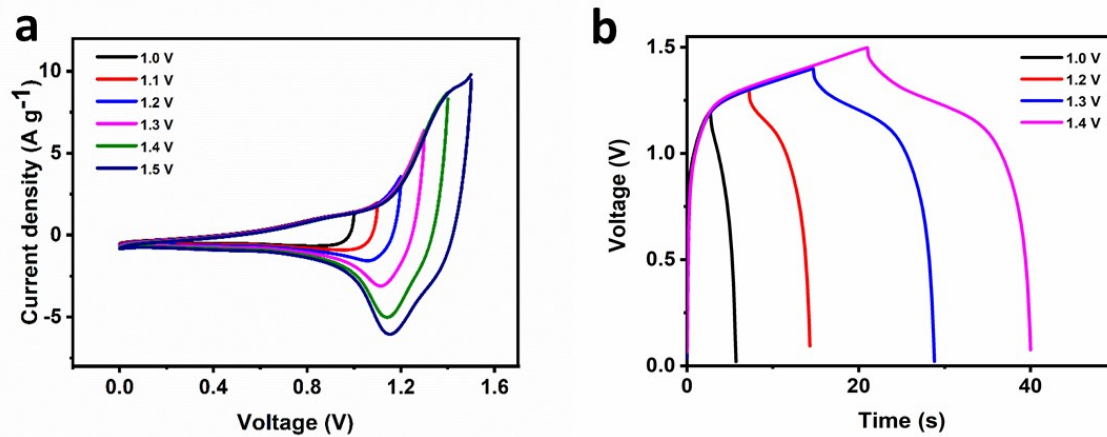 a
10
5
0
-5
Current density (A g⁻¹)
1.0 V
1.1 V
1.2 V
1.3 V
1.4 V
1.5 V
0.0 0.4 0.8 1.2 1.6
Voltage (V)
b
1.5
1.0
0.5
0.0
Voltage (V)
1.0 V
1.2 V
1.3 V
1.4 V
0 20 40
Time (s)